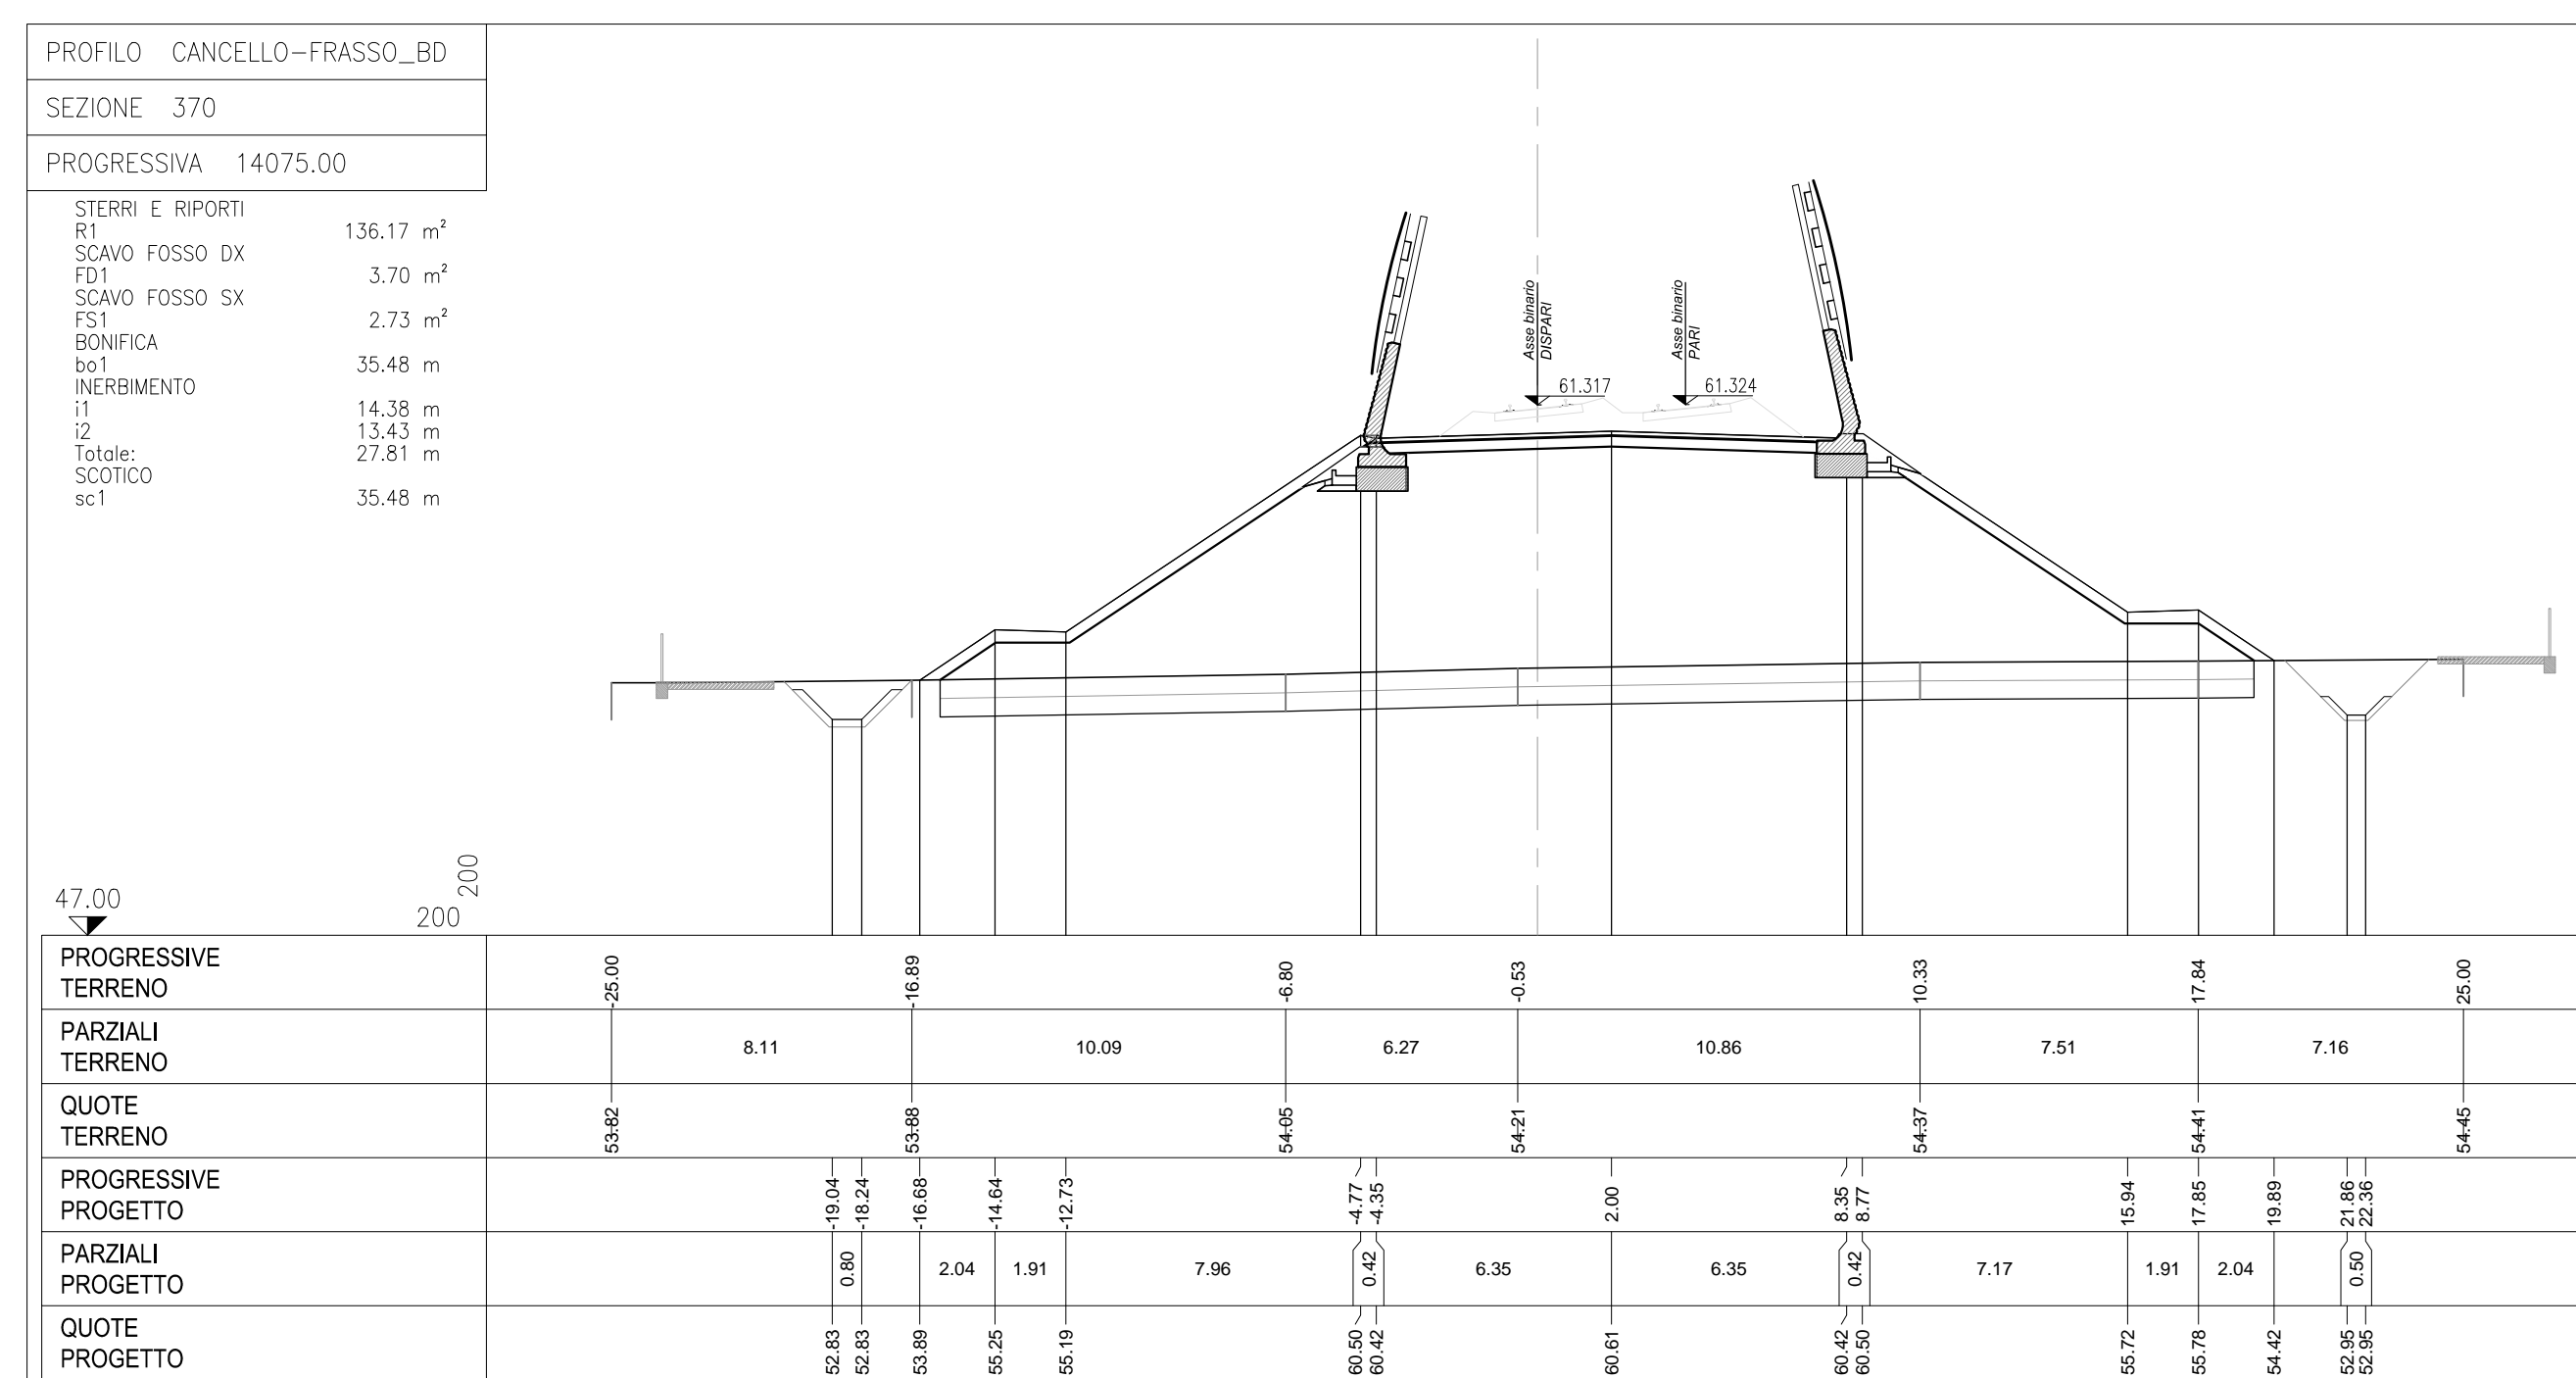 PROFILO CANCELLO-FRASSO_BD
SEZIONE 370
PROGRESSIVA 14075.00
STERRI E RIPORTI
R1 136.17 m²
SCAVO FOSSO DX
FD1 3.70 m²
SCAVO FOSSO SX
FS1 2.73 m²
BONIFICA
bo1 35.48 m
INERBIMENTO
i1 14.38 m
i2 13.43 m
Totale: 27.81 m
SCOTICO
sc1 35.48 m
Asse binario
DISPARI
61.317
Asse binario
PARI
61.324
47.00
200
200
PROGRESSIVE
TERRENO
-25.00 -16.89 -6.80 -0.53 10.33 17.84 25.00
PARZIALI
TERRENO
8.11 10.09 6.27 10.86 7.51 7.16
QUOTE
TERRENO
53.82 53.88 54.05 54.21 54.37 54.41 54.45
PROGRESSIVE
PROGETTO
-19.04 -18.24 -16.68 -14.64 -12.73 -4.77 -4.35 2.00 8.35 8.77 15.94 17.85 19.89 21.86 22.36
PARZIALI
PROGETTO
0.80 2.04 1.91 7.96 0.42 6.35 6.35 0.42 7.17 1.91 2.04 0.50
QUOTE
PROGETTO
52.83 52.83 53.89 55.25 55.19 60.50 60.42 60.61 60.42 60.50 55.72 55.78 54.42 52.95 52.95